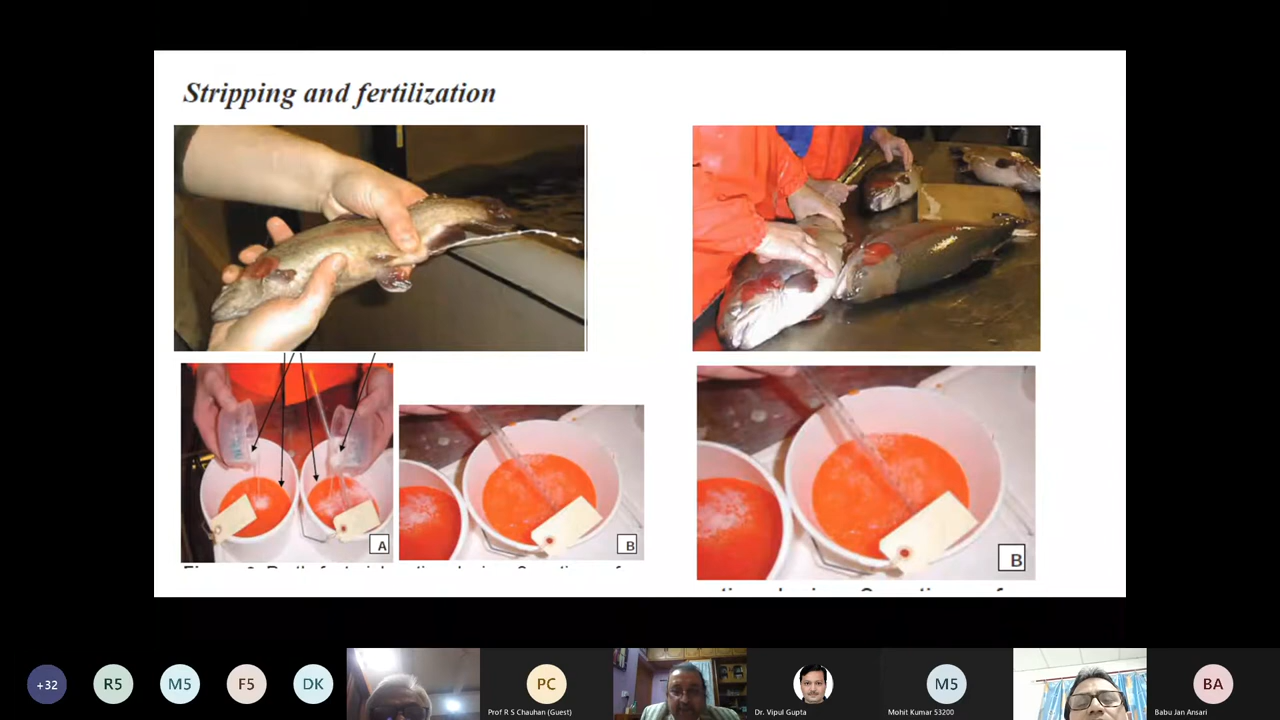 Stripping and fertilization
A
B
B
+32
R5
M5
F5
DK
PC
M5
BA
Prof R S Chauhan (Guest)
Dr. Vipul Gupta
Mohit Kumar 53200
Babu Jan Ansari